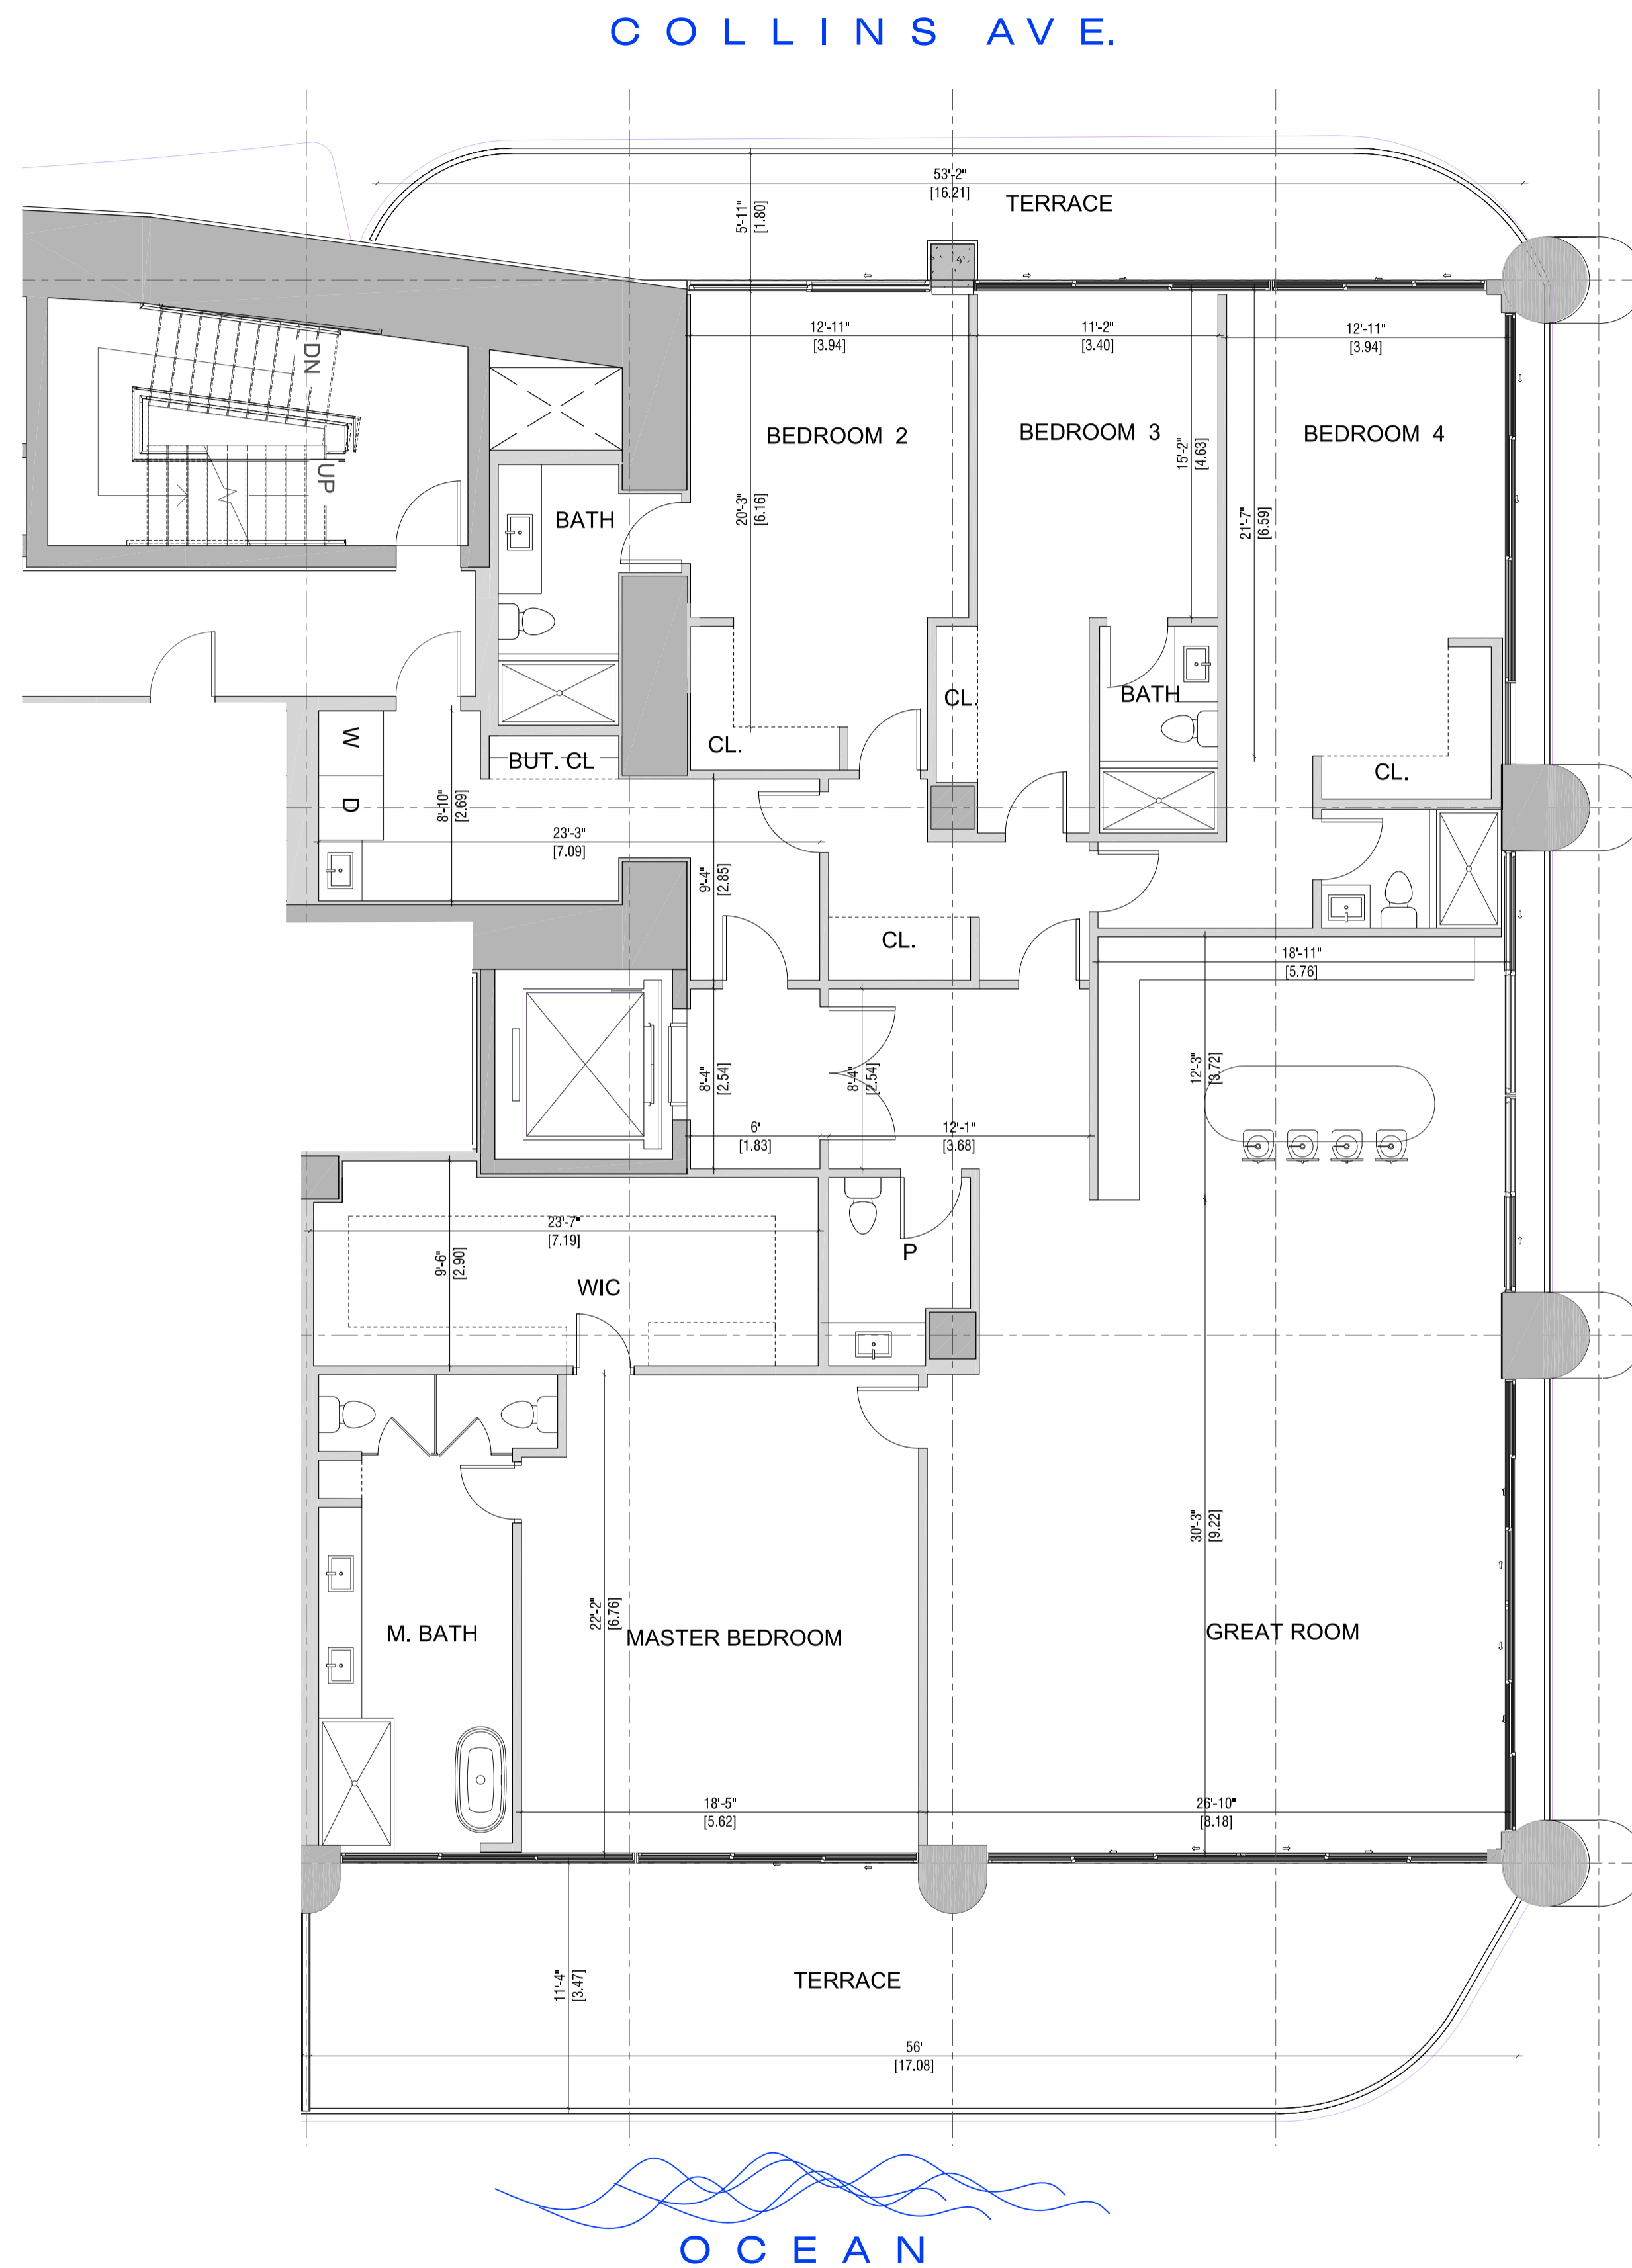 COLLINS AVE.
53'-2"
[16.21]
TERRACE
5'-11"
[1.80]
12'-11"
[3.94]
11'-2"
[3.40]
12'-11"
[3.94]
DN
UP
BEDROOM 2
BEDROOM 3
BEDROOM 4
15'-2"
[4.63]
20'-3"
[6.16]
21'-7"
[6.59]
BATH
BATH
CL.
CL.
CL.
W
D
BUT. CL
8'-10"
[2.69]
23'-3"
[7.09]
9'-4"
[2.85]
CL.
18'-11"
[5.76]
8'-4"
[2.54]
8'-4"
[2.54]
12'-3"
[3.72]
6'
[1.83]
12'-1"
[3.68]
23'-7"
[7.19]
9'-6"
[2.90]
WIC
P
30'-3"
[9.22]
22'-2"
[6.76]
M. BATH
MASTER BEDROOM
GREAT ROOM
18'-5"
[5.62]
26'-10"
[8.18]
11'-4"
[3.47]
TERRACE
56'
[17.08]
OCEAN